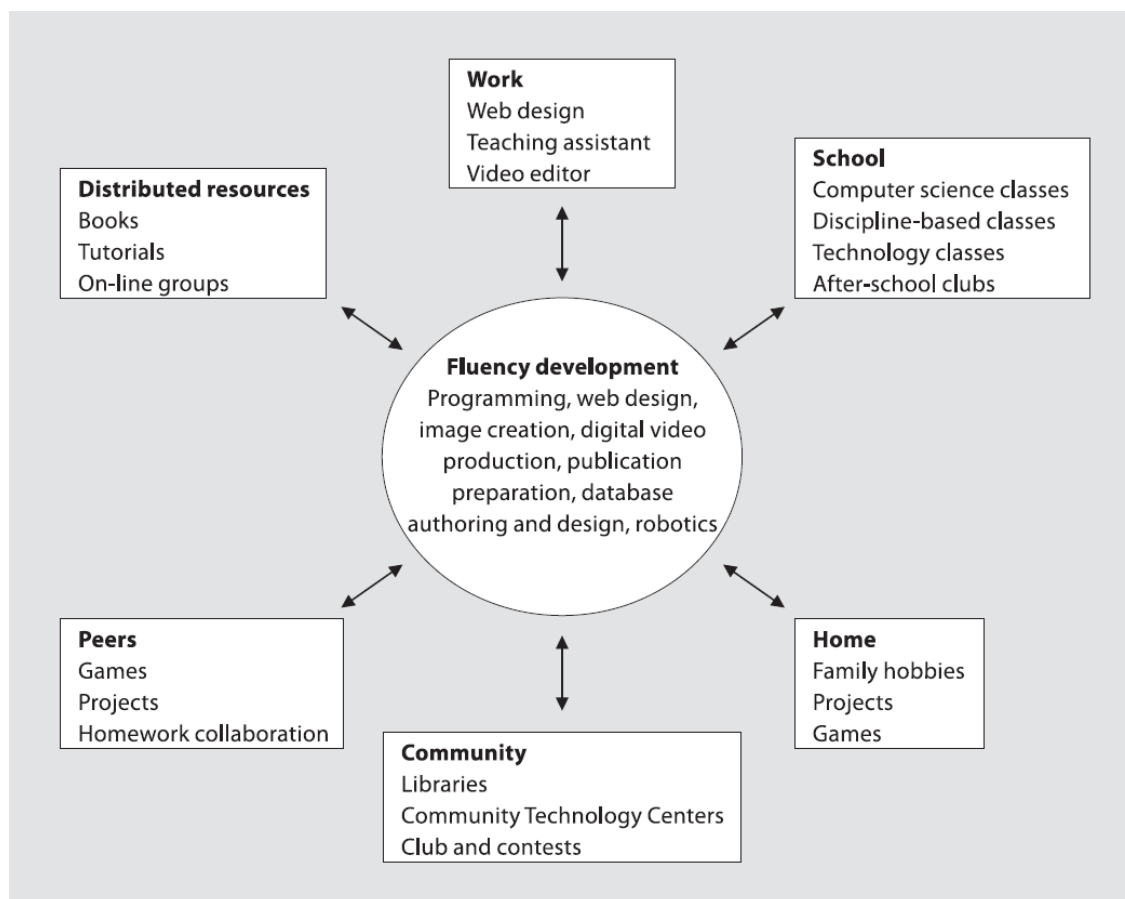 Work
Web design
Teaching assistant
Video editor
School
Computer science classes
Discipline-based classes
Technology classes
After-school clubs
Distributed resources
Books
Tutorials
On-line groups
Fluency development
Programming, web design,
image creation, digital video
production, publication
preparation, database
authoring and design, robotics
Peers
Games
Projects
Homework collaboration
Home
Family hobbies
Projects
Games
Community
Libraries
Community Technology Centers
Club and contests